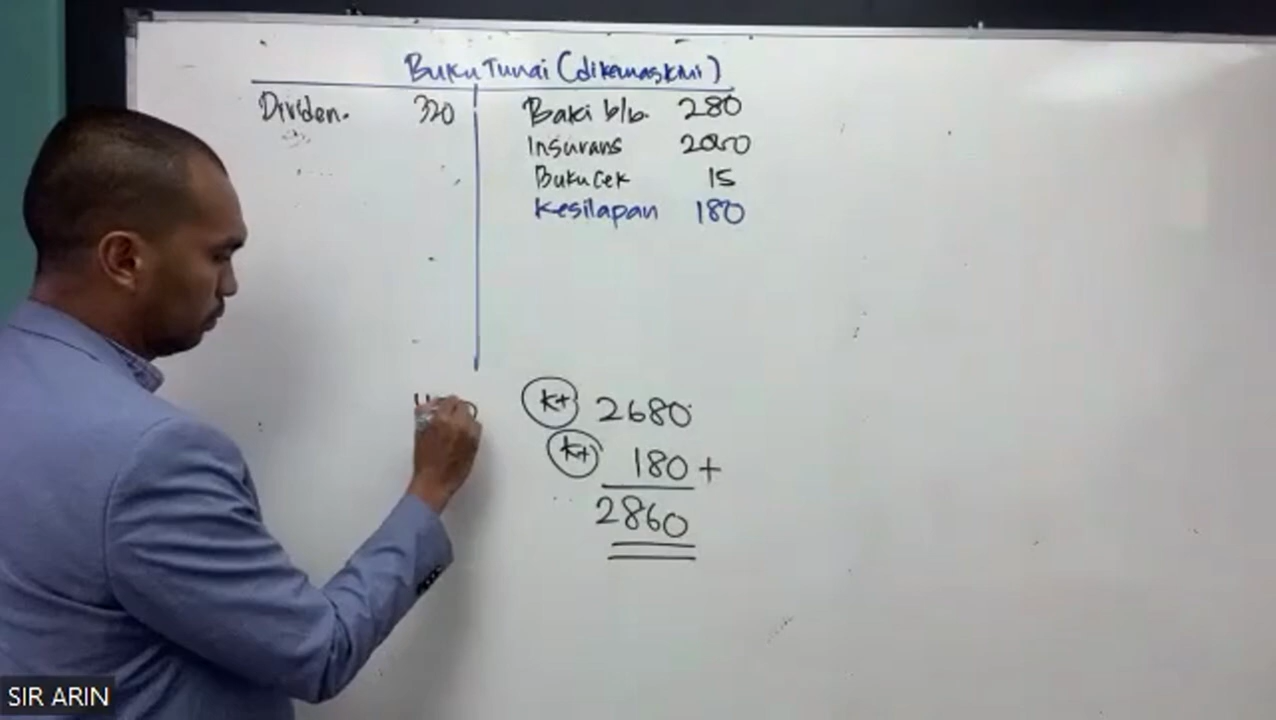 Buku Tunai (dikemaskini)
Dividen. 320
Baki b/b. 280
Insurans 2000
Buku cek 15
Kesilapan 180
K+ 2680
K+ 180 +
2860
SIR ARIN